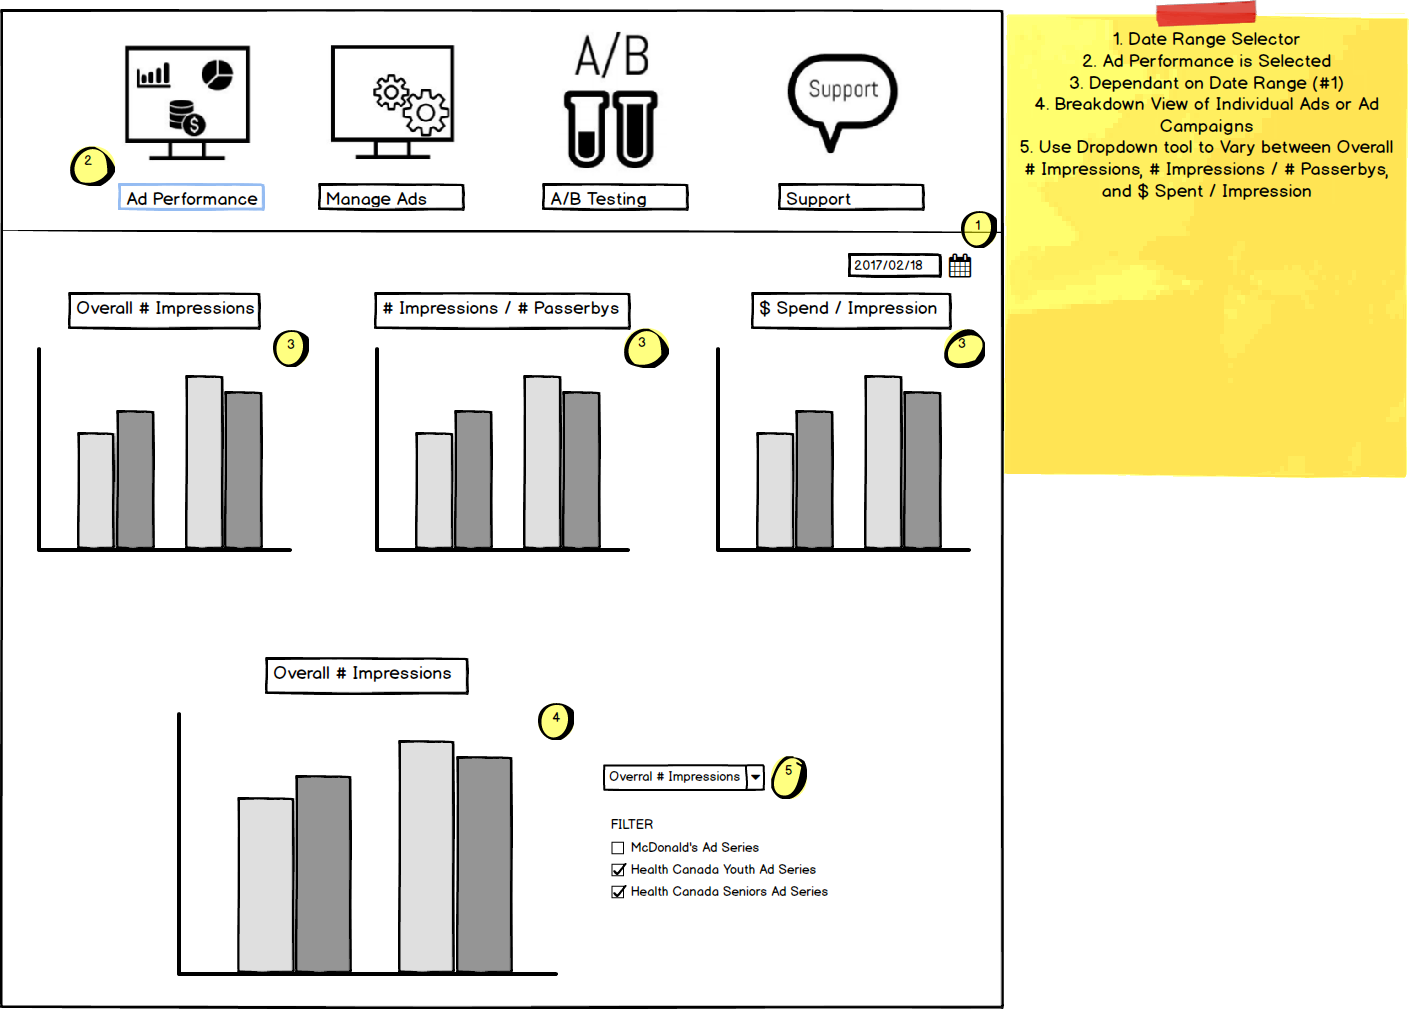 A/B
Support
2
Ad Performance
Manage Ads
A/B Testing
Support
1
2017/02/18
Overall # Impressions
# Impressions / # Passerbys
$ Spend / Impression
3
3
3
Overall # Impressions
4
Overral # Impressions
5
FILTER
McDonald's Ad Series
Health Canada Youth Ad Series
Health Canada Seniors Ad Series
1. Date Range Selector
2. Ad Performance is Selected
3. Dependant on Date Range (#1)
4. Breakdown View of Individual Ads or Ad
Campaigns
5. Use Dropdown tool to Vary between Overall
# Impressions, # Impressions / # Passerbys,
and $ Spent / Impression